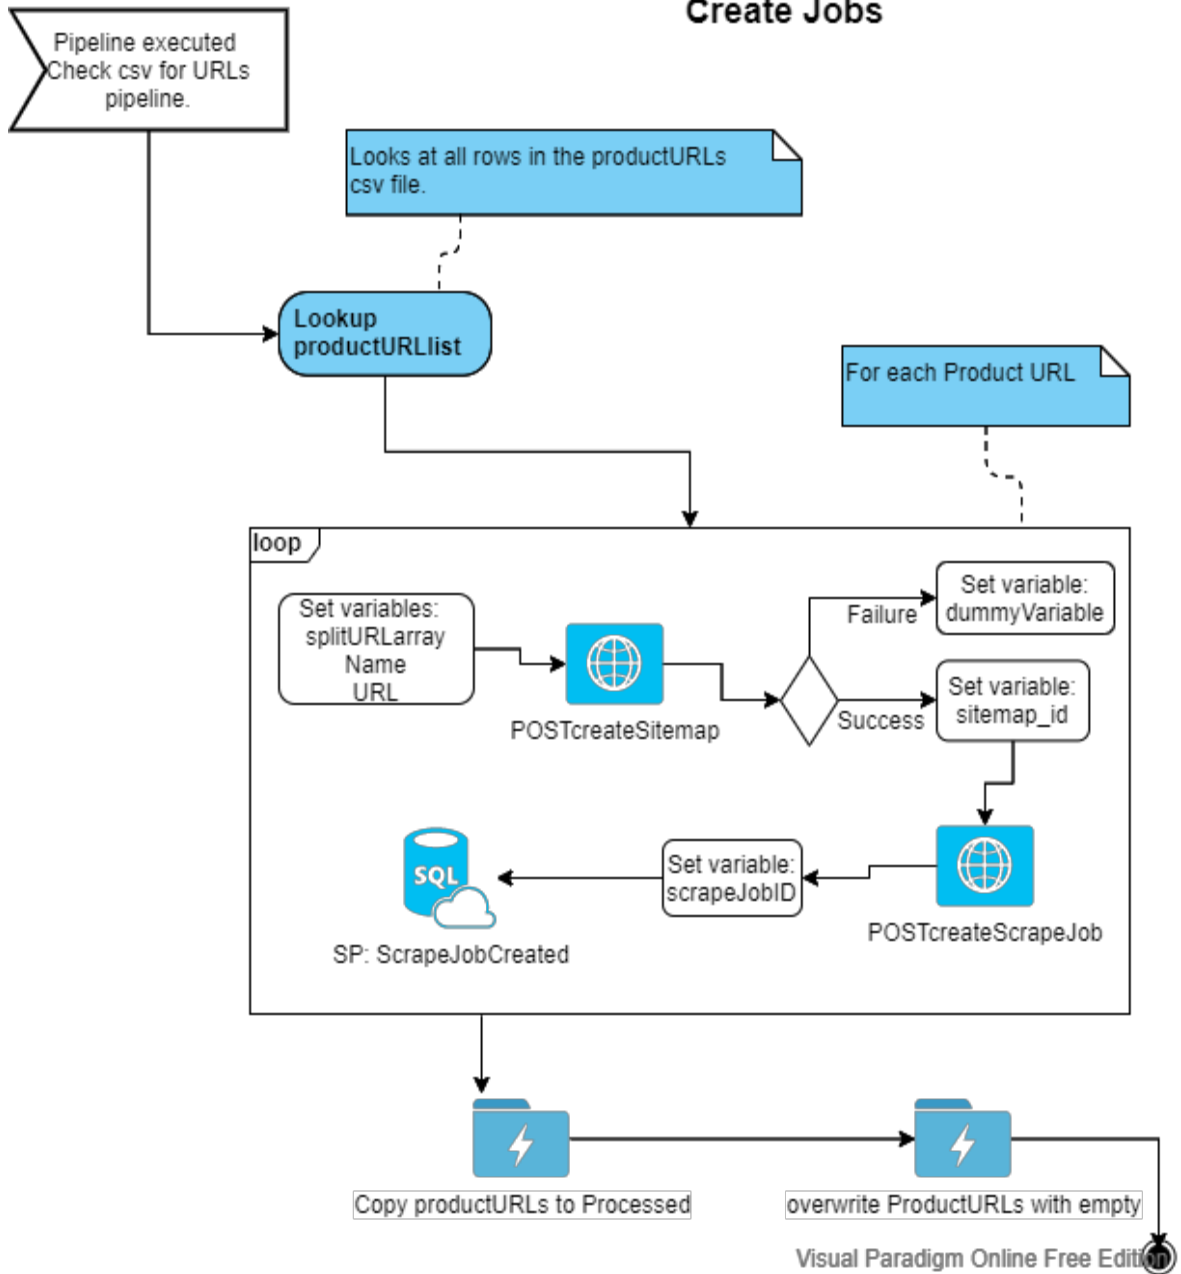 Create Jobs
Pipeline executed
Check csv for URLs
pipeline.
Looks at all rows in the productURLs
csv file.
Lookup
productURLlist
For each Product URL
loop
Set variables:
splitURLarray
Name
URL
POSTcreateSitemap
Failure
Set variable:
dummyVariable
Success
Set variable:
sitemap_id
POSTcreateScrapeJob
Set variable:
scrapeJobID
SQL
SP: ScrapeJobCreated
Copy productURLs to Processed
overwrite ProductURLs with empty
Visual Paradigm Online Free Edition